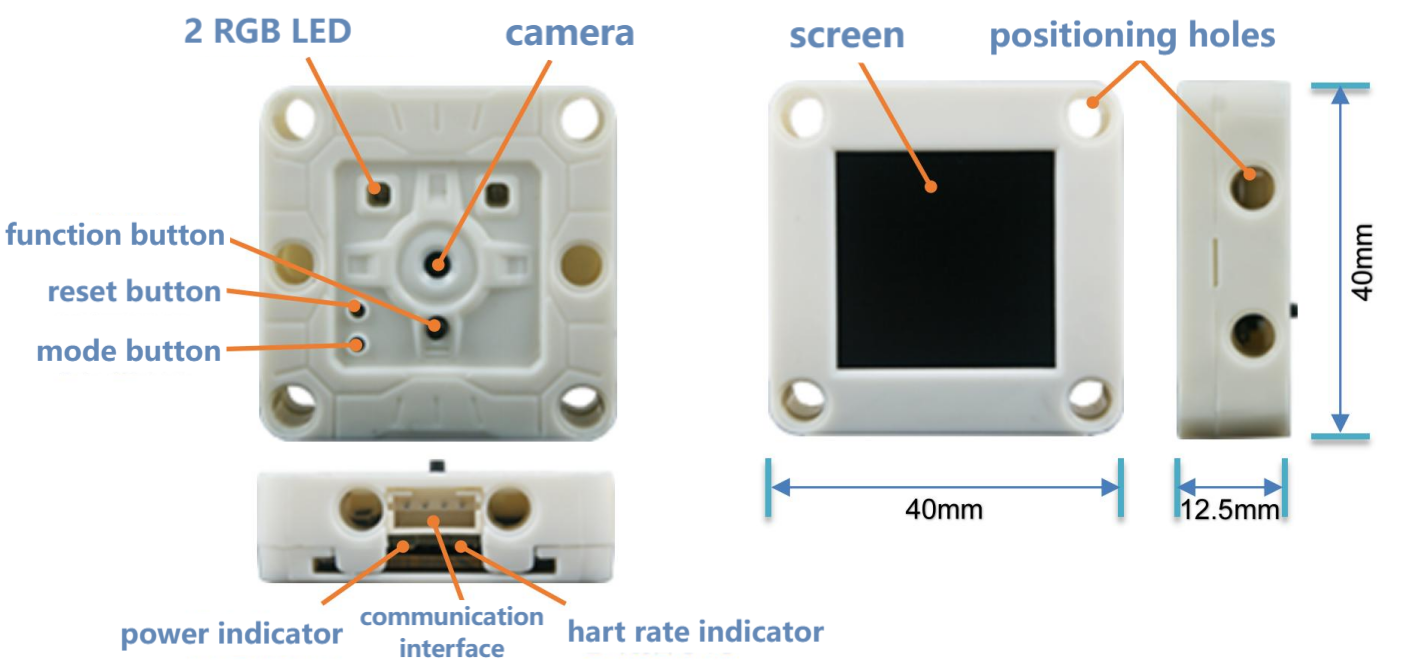 2 RGB LED
camera
screen
positioning holes
function button
reset button
mode button
40mm
40mm
12.5mm
power indicator
communication
interface
hart rate indicator